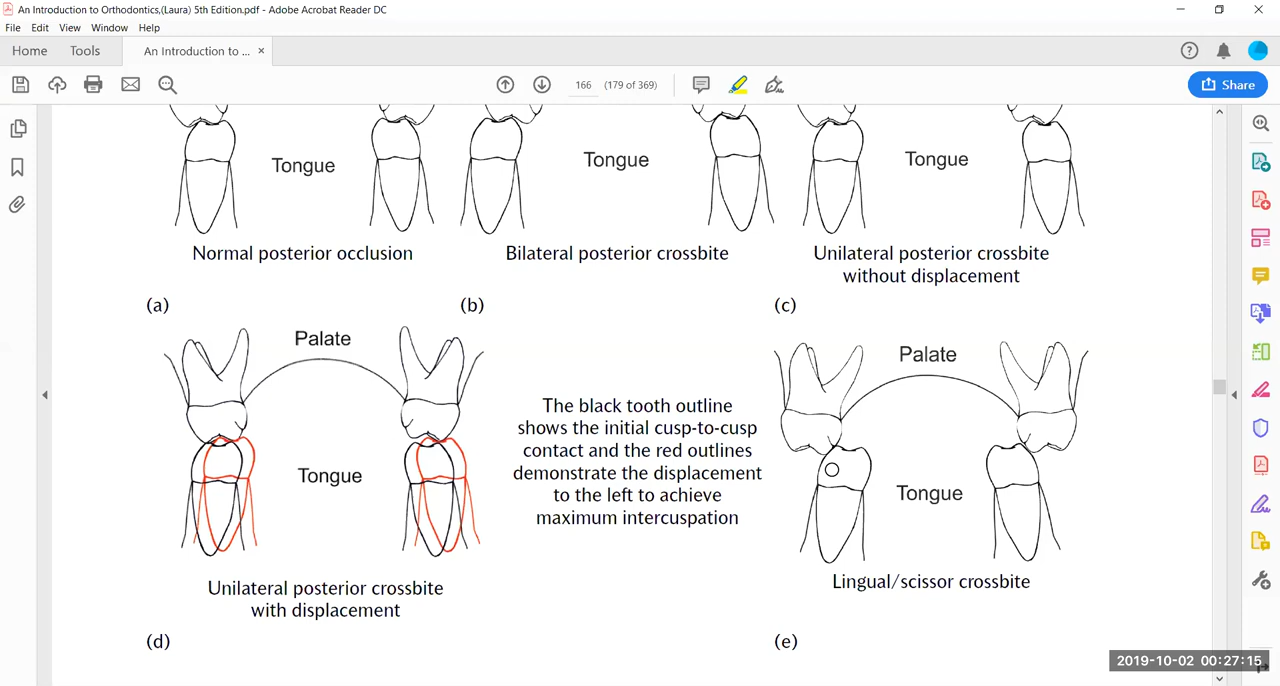 An Introduction to Orthodontics,(Laura) 5th Edition.pdf - Adobe Acrobat Reader DC
File Edit View Window Help
Home Tools An Introduction to ... ×
166 (179 of 369) Share
Tongue Tongue Tongue
Normal posterior occlusion Bilateral posterior crossbite Unilateral posterior crossbite
without displacement
(a) (b) (c)
Palate Palate
The black tooth outline
shows the initial cusp-to-cusp
contact and the red outlines
demonstrate the displacement
to the left to achieve
maximum intercuspation
Tongue Tongue
Unilateral posterior crossbite
with displacement
Lingual/scissor crossbite
(d) (e)
2019-10-02 00:27:15